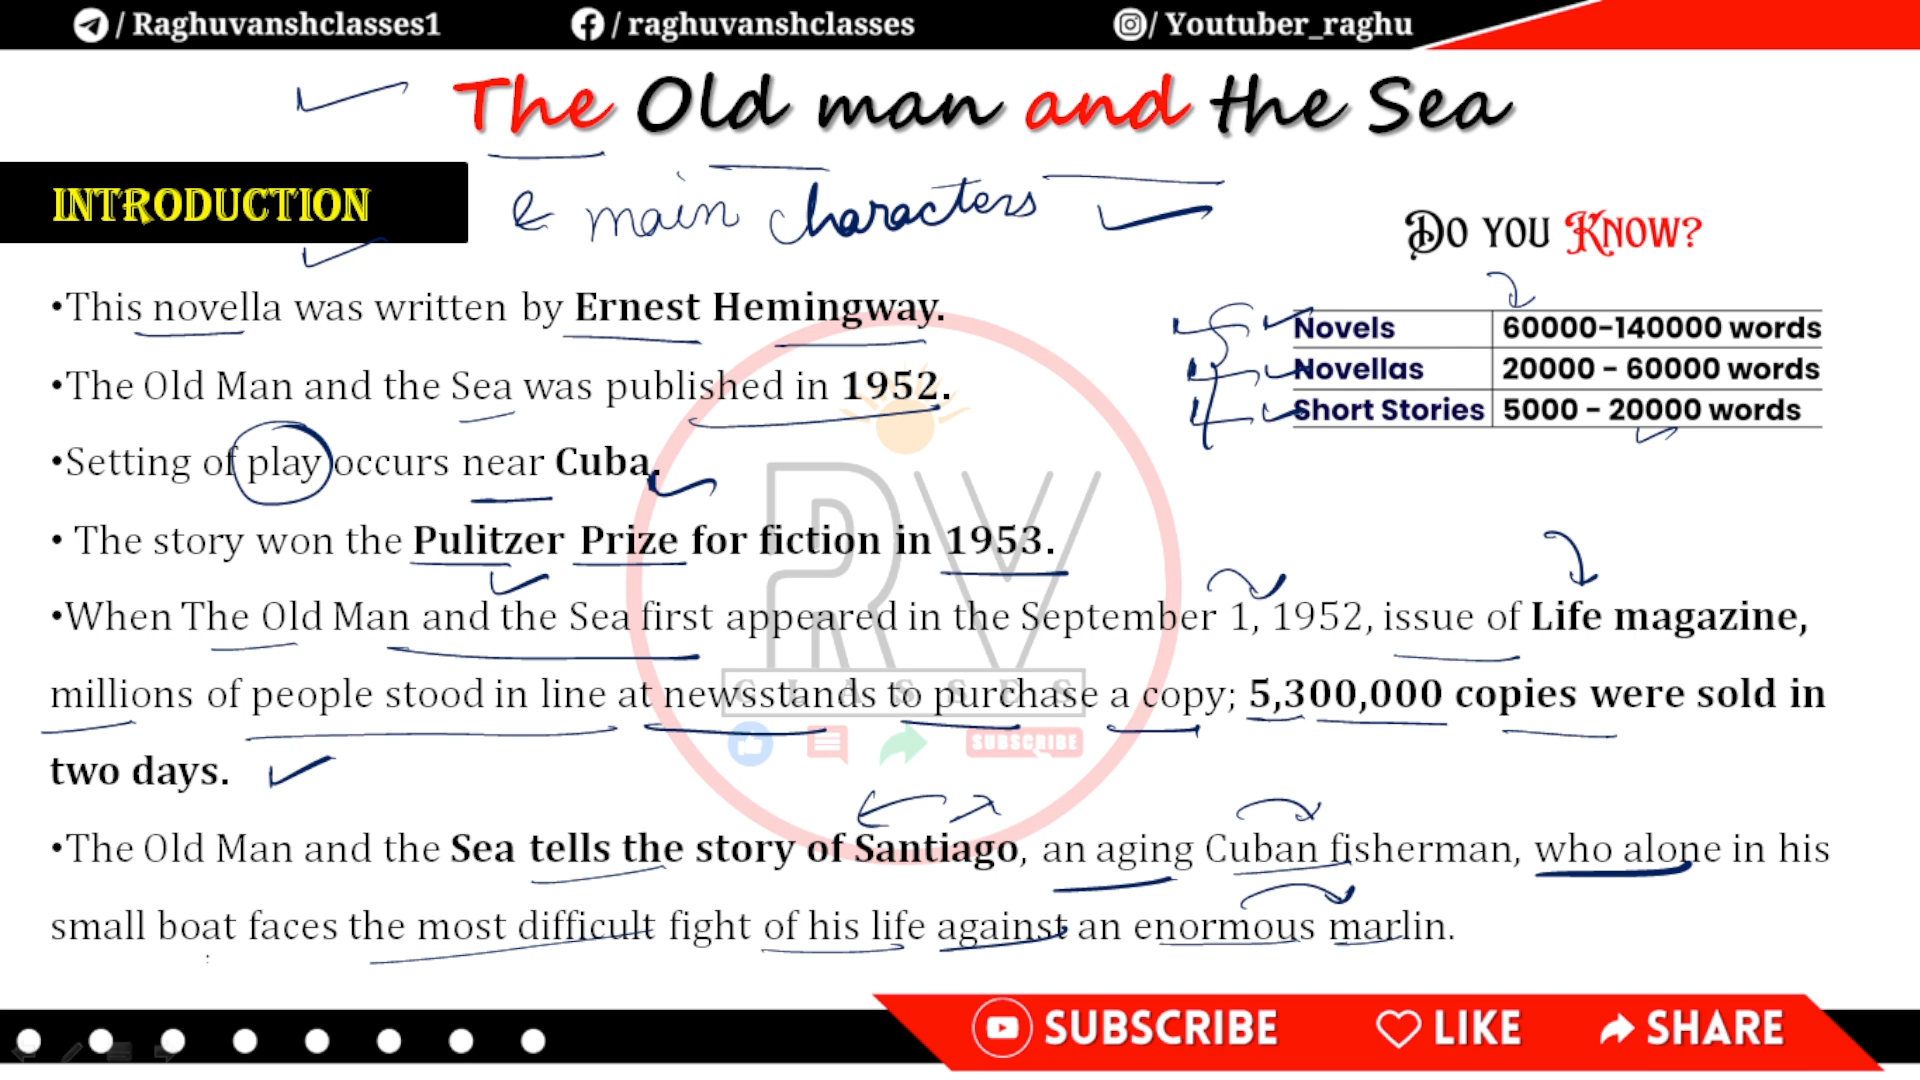 / Raghuvanshclasses1 / raghuvanshclasses / Youtuber_raghu
The Old man and the Sea
INTRODUCTION
& main characters
Do you Know?
Novels 60000-140000 words
Novellas 20000 - 60000 words
Short Stories 5000 - 20000 words
•This novella was written by Ernest Hemingway.
•The Old Man and the Sea was published in 1952.
•Setting of play occurs near Cuba.
• The story won the Pulitzer Prize for fiction in 1953.
•When The Old Man and the Sea first appeared in the September 1, 1952, issue of Life magazine,
millions of people stood in line at newsstands to purchase a copy; 5,300,000 copies were sold in
two days.
•The Old Man and the Sea tells the story of Santiago, an aging Cuban fisherman, who alone in his
small boat faces the most difficult fight of his life against an enormous marlin.
RV
CLASSES
SUBSCRIBE
SUBSCRIBE LIKE SHARE